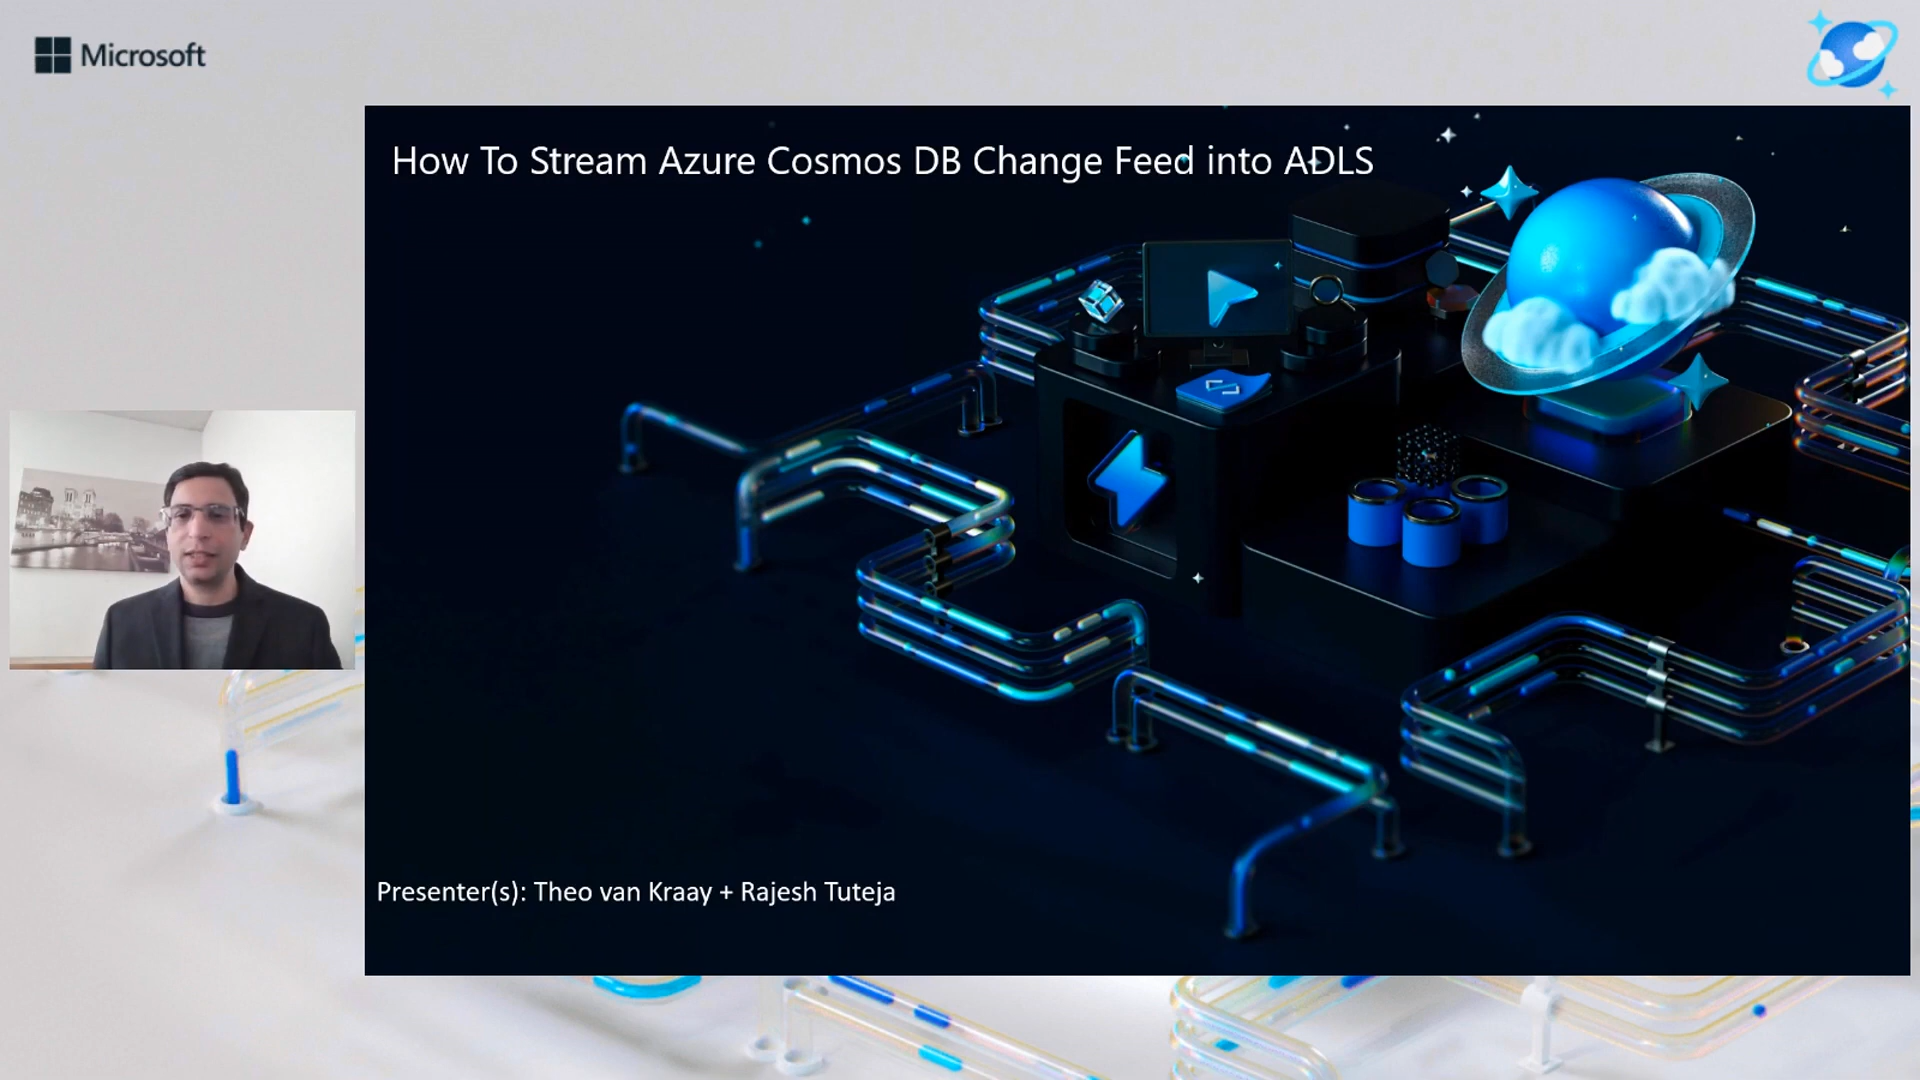 Microsoft
How To Stream Azure Cosmos DB Change Feed into ADLS
Presenter(s): Theo van Kraay + Rajesh Tuteja